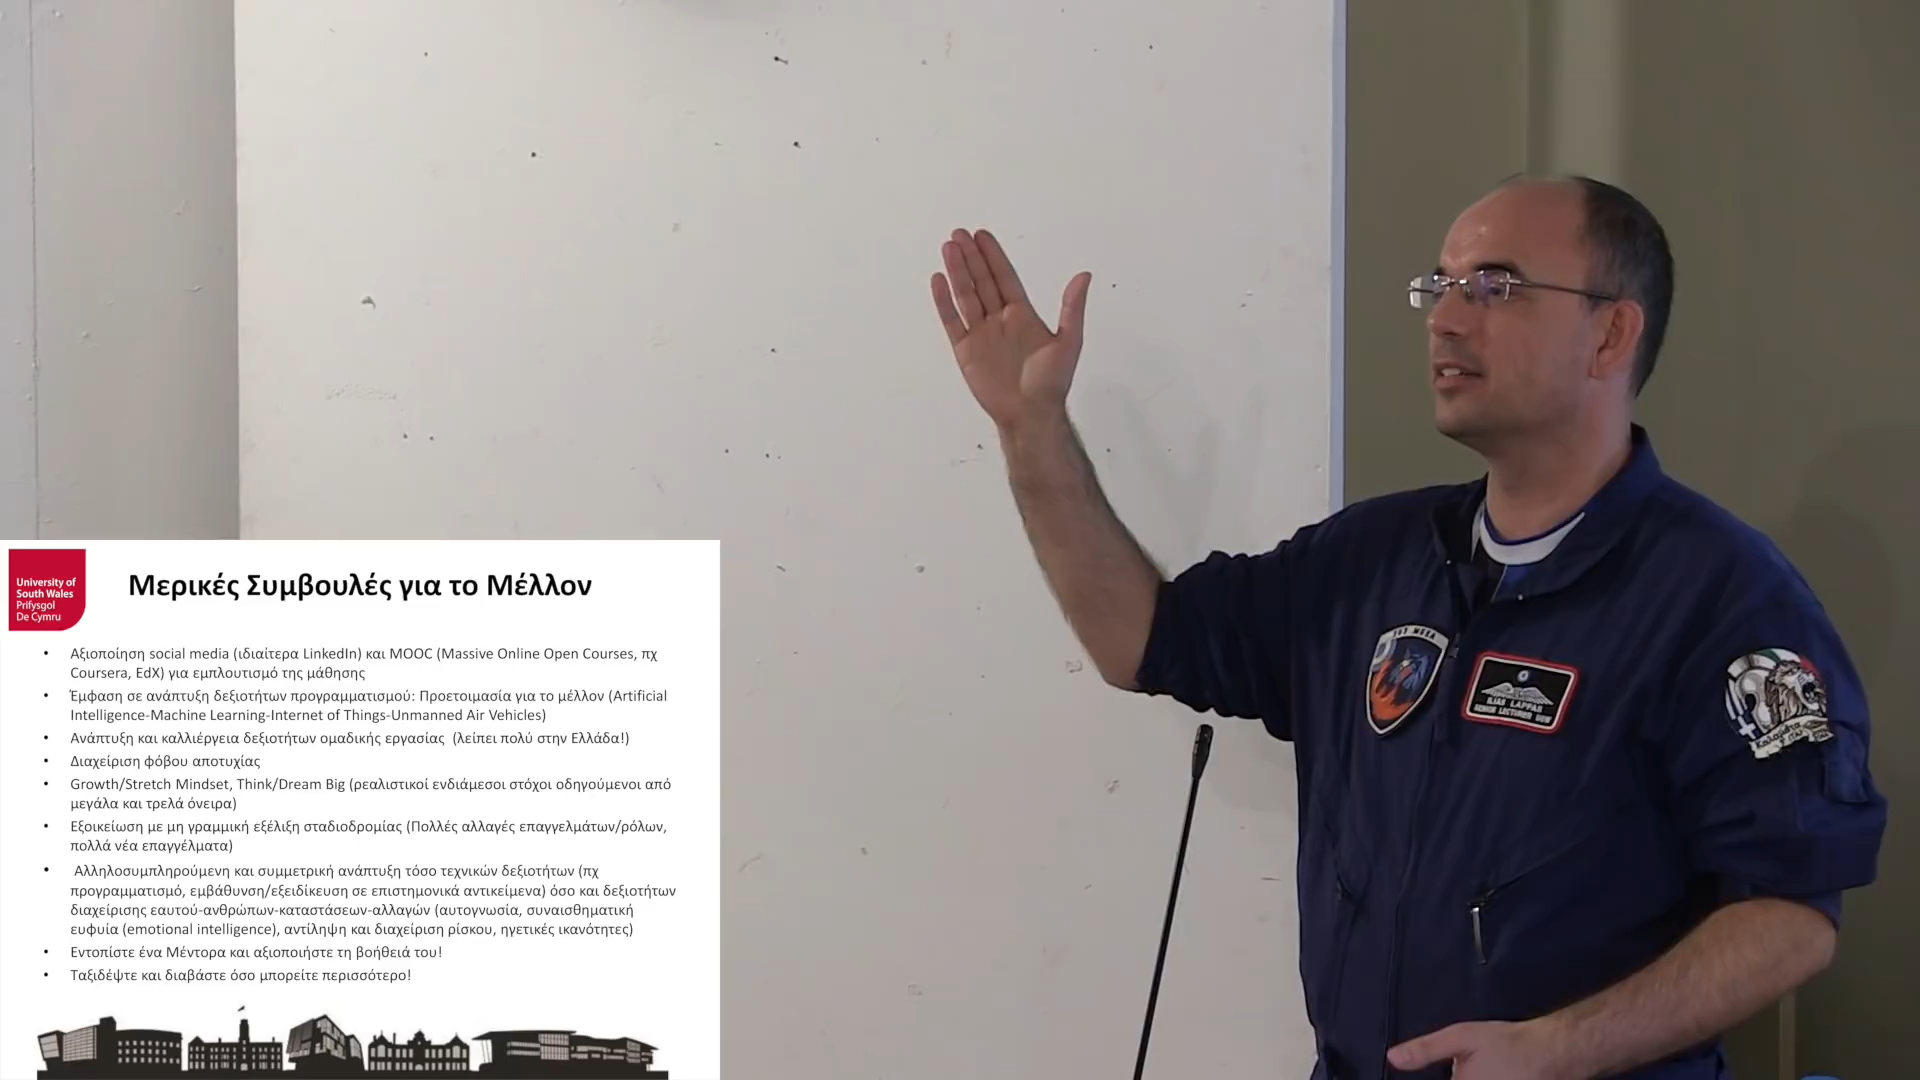 University of
South Wales
Prifysgol
De Cymru
Μερικές Συμβουλές για το Μέλλον
• Αξιοποίηση social media (ιδιαίτερα LinkedIn) και MOOC (Massive Online Open Courses, πχ
Coursera, EdX) για εμπλουτισμό της μάθησης
• Έμφαση σε ανάπτυξη δεξιοτήτων προγραμματισμού: Προετοιμασία για το μέλλον (Artificial
Intelligence-Machine Learning-Internet of Things-Unmanned Air Vehicles)
• Ανάπτυξη και καλλιέργεια δεξιοτήτων ομαδικής εργασίας (λείπει πολύ στην Ελλάδα!)
• Διαχείριση φόβου αποτυχίας
• Growth/Stretch Mindset, Think/Dream Big (ρεαλιστικοί ενδιάμεσοι στόχοι οδηγούμενοι από
μεγάλα και τρελά όνειρα)
• Εξοικείωση με μη γραμμική εξέλιξη σταδιοδρομίας (Πολλές αλλαγές επαγγελμάτων/ρόλων,
πολλά νέα επαγγέλματα)
• Αλληλοσυμπληρούμενη και συμμετρική ανάπτυξη τόσο τεχνικών δεξιοτήτων (πχ
προγραμματισμό, εμβάθυνση/εξειδίκευση σε επιστημονικά αντικείμενα) όσο και δεξιοτήτων
διαχείρισης εαυτού-ανθρώπων-καταστάσεων-αλλαγών (αυτογνωσία, συναισθηματική
ευφυία (emotional intelligence), αντίληψη και διαχείριση ρίσκου, ηγετικές ικανότητες)
• Εντοπίστε ένα Μέντορα και αξιοποιήστε τη βοήθειά του!
• Ταξιδέψτε και διαβάστε όσο μπορείτε περισσότερο!
ILIAS LAPPAS
SENIOR LECTURER USW
Καλαμάτα